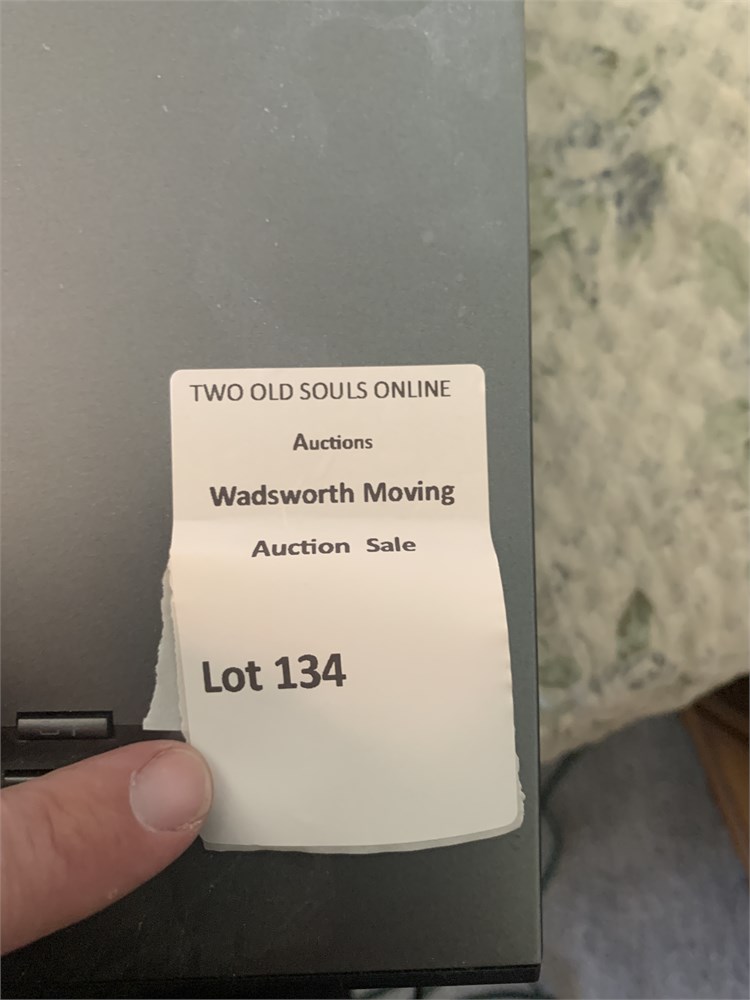 TWO OLD SOULS ONLINE
Auctions
Wadsworth Moving
Auction Sale
Lot 134